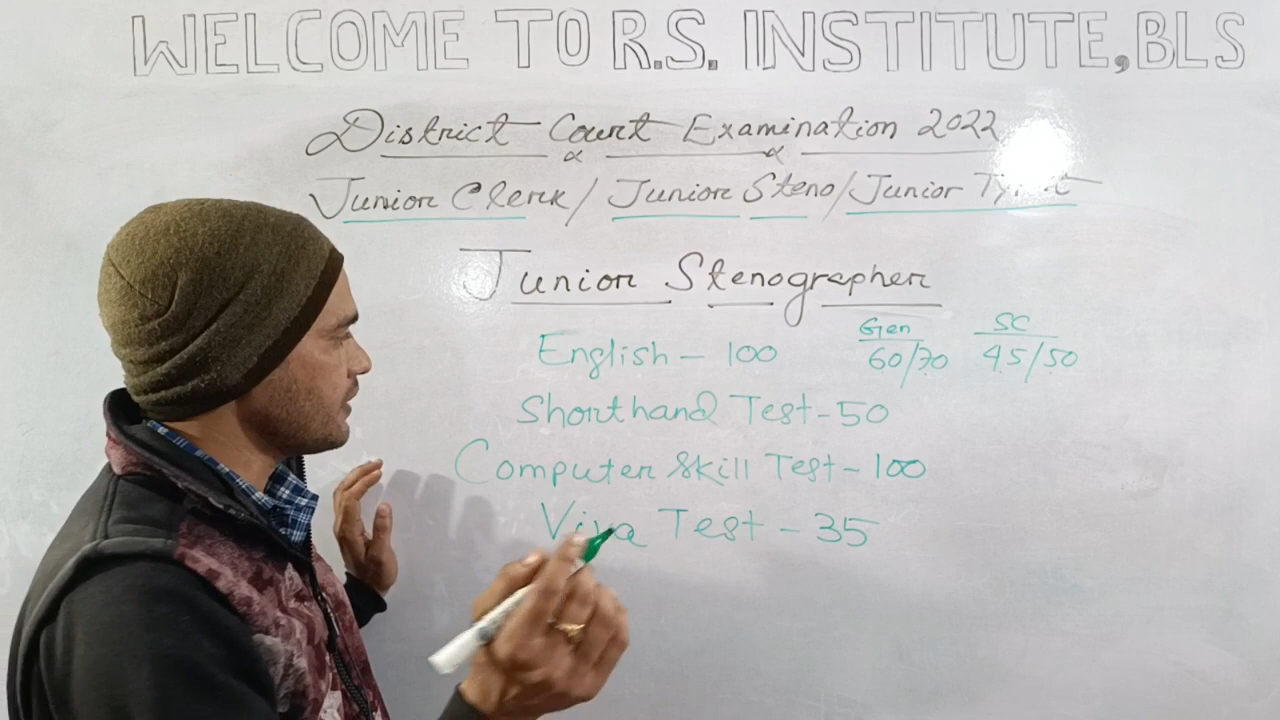 WELCOME TO R.S. INSTITUTE, BLS
District Court Examination 2022
Junior Clerk / Junior Steno / Junior
Junior Stenographer
Gen SC
English - 100 60/70 45/50
Shorthand Test - 50
Computer Skill Test - 100
Viva Test - 35